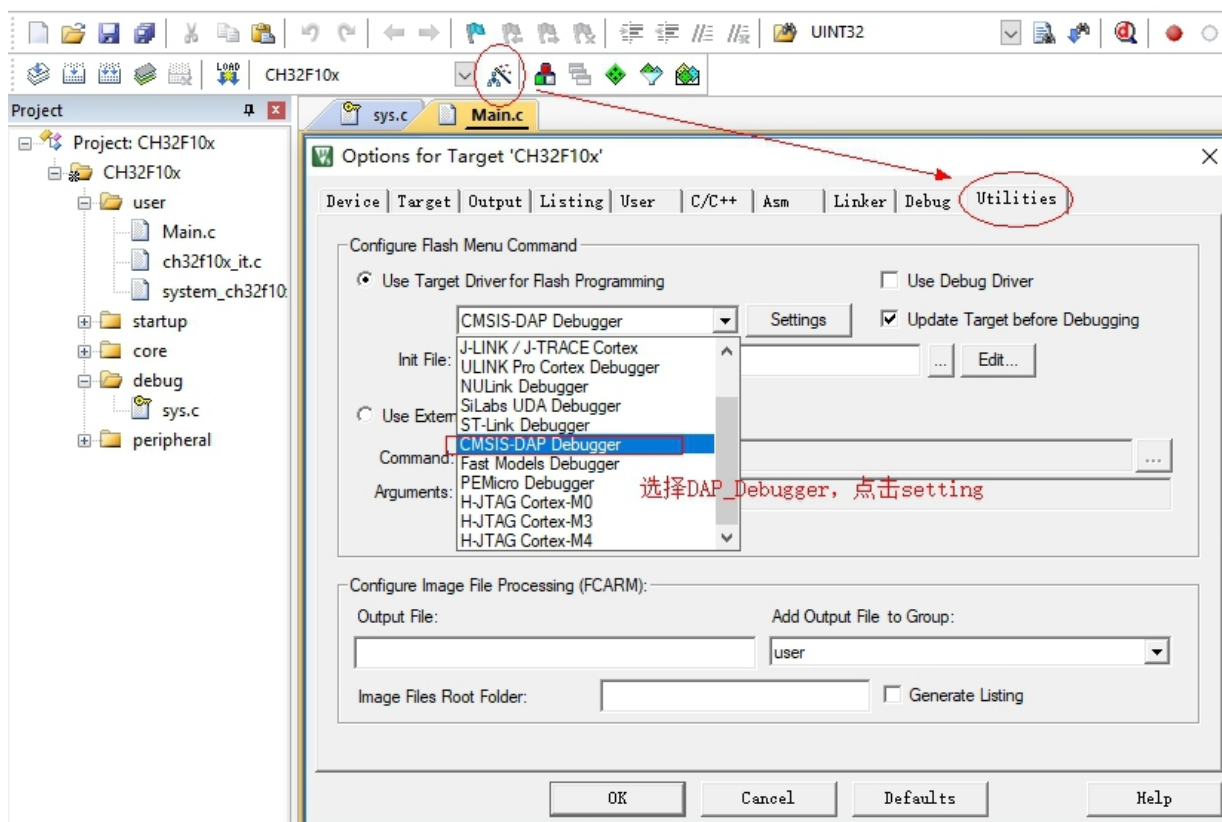 UINT32
LOAD
CH32F10x
Project
sys.c
Main.c
Project: CH32F10x
CH32F10x
user
Main.c
ch32f10x_it.c
system_ch32f10
startup
core
debug
sys.c
peripheral
Options for Target 'CH32F10x'
Device Target Output Listing User C/C++ Asm Linker Debug Utilities
Configure Flash Menu Command
Use Target Driver for Flash Programming
Use Debug Driver
CMSIS-DAP Debugger
Settings
Update Target before Debugging
Init File:
...
Edit...
J-LINK / J-TRACE Cortex
ULINK Pro Cortex Debugger
NULink Debugger
SiLabs UDA Debugger
ST-Link Debugger
CMSIS-DAP Debugger
Fast Models Debugger
PEMicro Debugger
H-JTAG Cortex-M0
H-JTAG Cortex-M3
H-JTAG Cortex-M4
Use Extern
Command:
...
Arguments:
选择DAP_Debugger，点击setting
Configure Image File Processing (FCARM):
Output File:
Add Output File to Group:
user
Image Files Root Folder:
Generate Listing
OK
Cancel
Defaults
Help